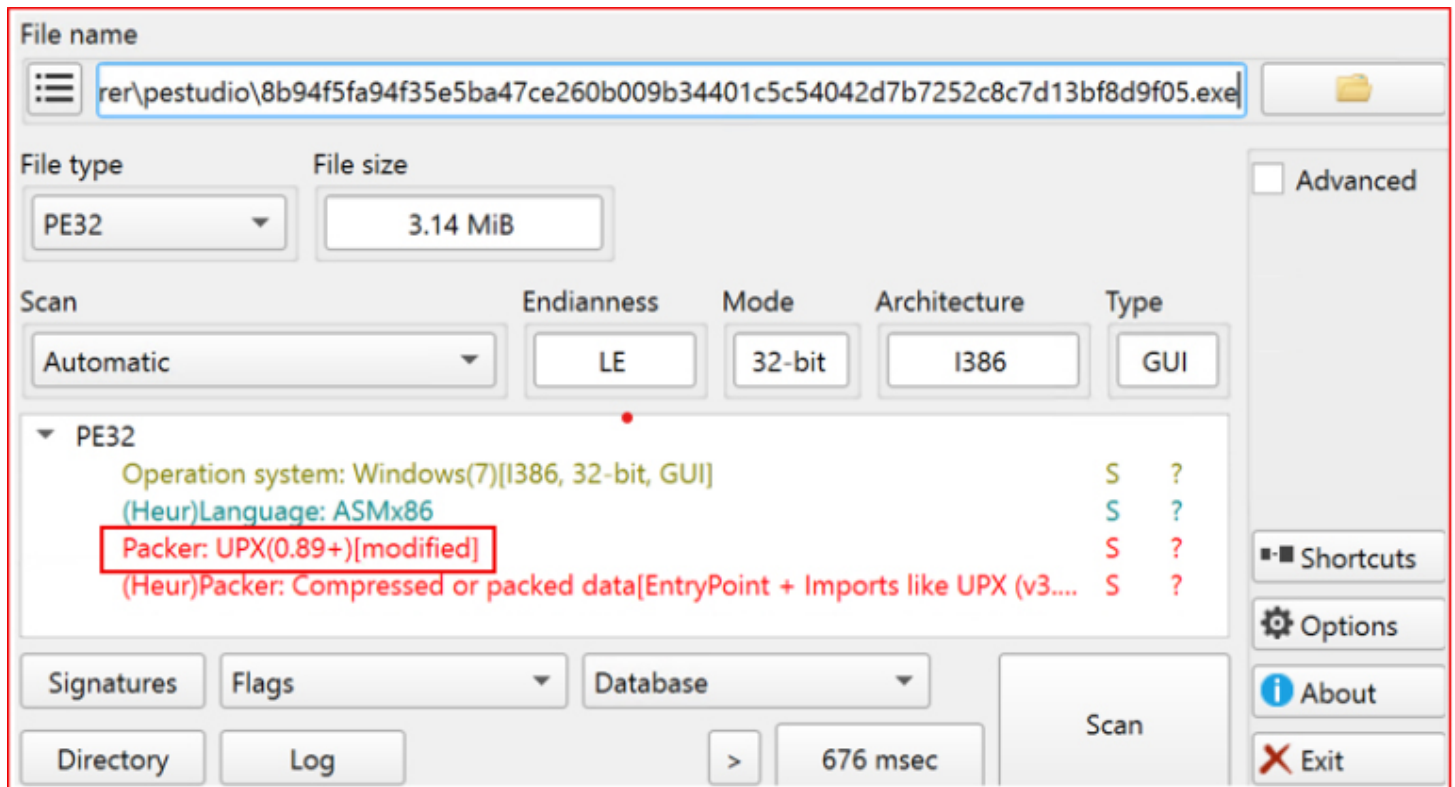 File name
rer\pestudio\8b94f5fa94f35e5ba47ce260b009b34401c5c54042d7b7252c8c7d13bf8d9f05.exe
File type File size
Advanced
PE32 3.14 MiB
Scan Endianness Mode Architecture Type
Automatic LE 32-bit I386 GUI
PE32
Operation system: Windows(7)[I386, 32-bit, GUI] S ?
(Heur)Language: ASMx86 S ?
Packer: UPX(0.89+)[modified] S ?
(Heur)Packer: Compressed or packed data[EntryPoint + Imports like UPX (v3.... S ?
Shortcuts
Options
Signatures Flags Database
About
Scan
Directory Log > 676 msec
Exit